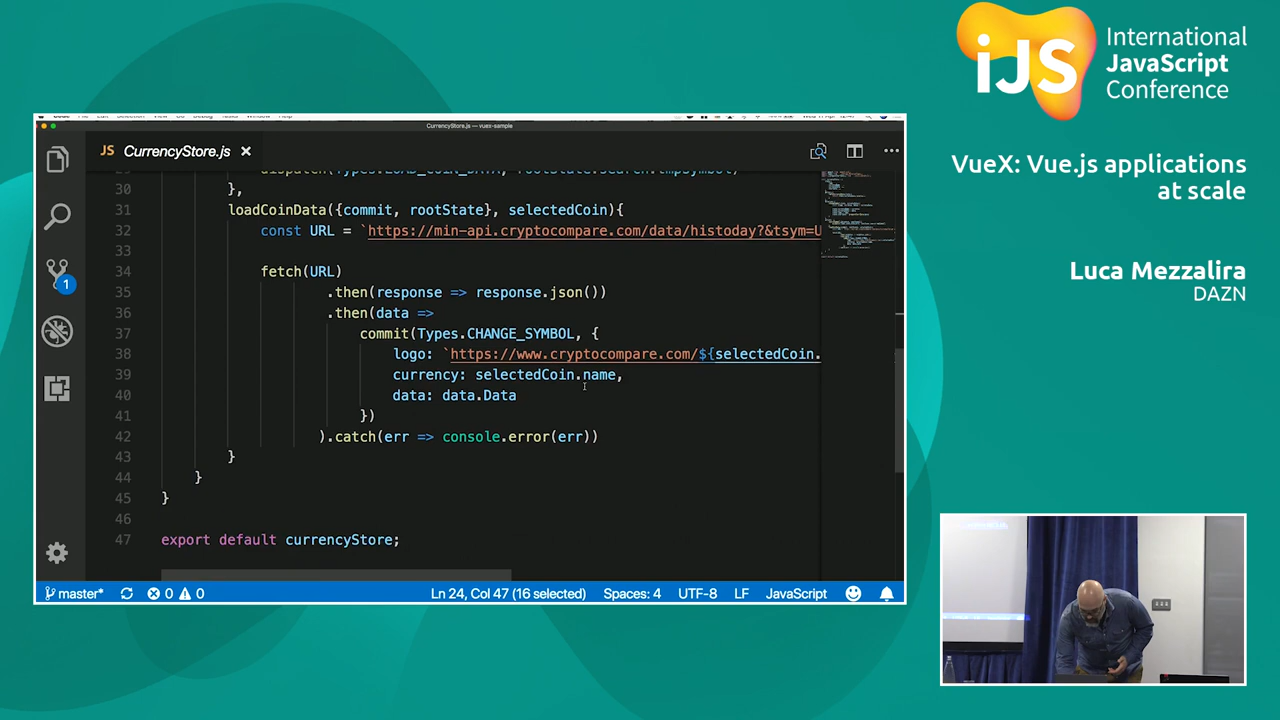 iJS
International
JavaScript
Conference
VueX: Vue.js applications
at scale
Luca Mezzalira
DAZN
CurrencyStore.js — vuex-sample
JS CurrencyStore.js
30 },
31 loadCoinData({commit, rootState}, selectedCoin){
32 const URL = `https://min-api.cryptocompare.com/data/histoday?&tsym=U
33
34 fetch(URL)
35 .then(response => response.json())
36 .then(data =>
37 commit(Types.CHANGE_SYMBOL, {
38 logo: `https://www.cryptocompare.com/${selectedCoin.
39 currency: selectedCoin.name,
40 data: data.Data
41 })
42 ).catch(err => console.error(err))
43 }
44 }
45 }
46
47 export default currencyStore;
1
master* 0 0 Ln 24, Col 47 (16 selected) Spaces: 4 UTF-8 LF JavaScript